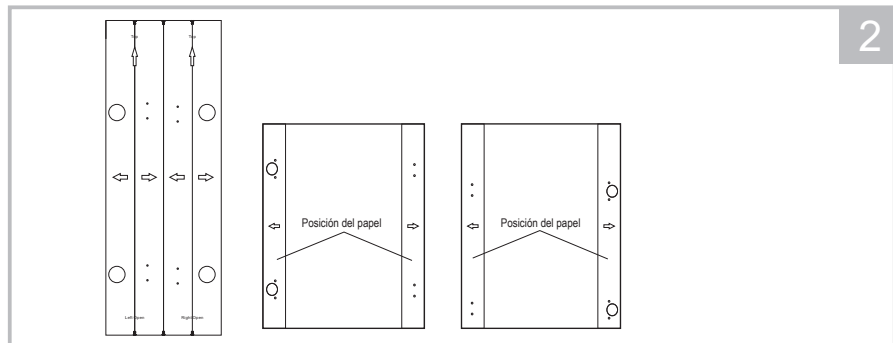 2
Top Top
Left Open Right Open
Posición del papel
Posición del papel